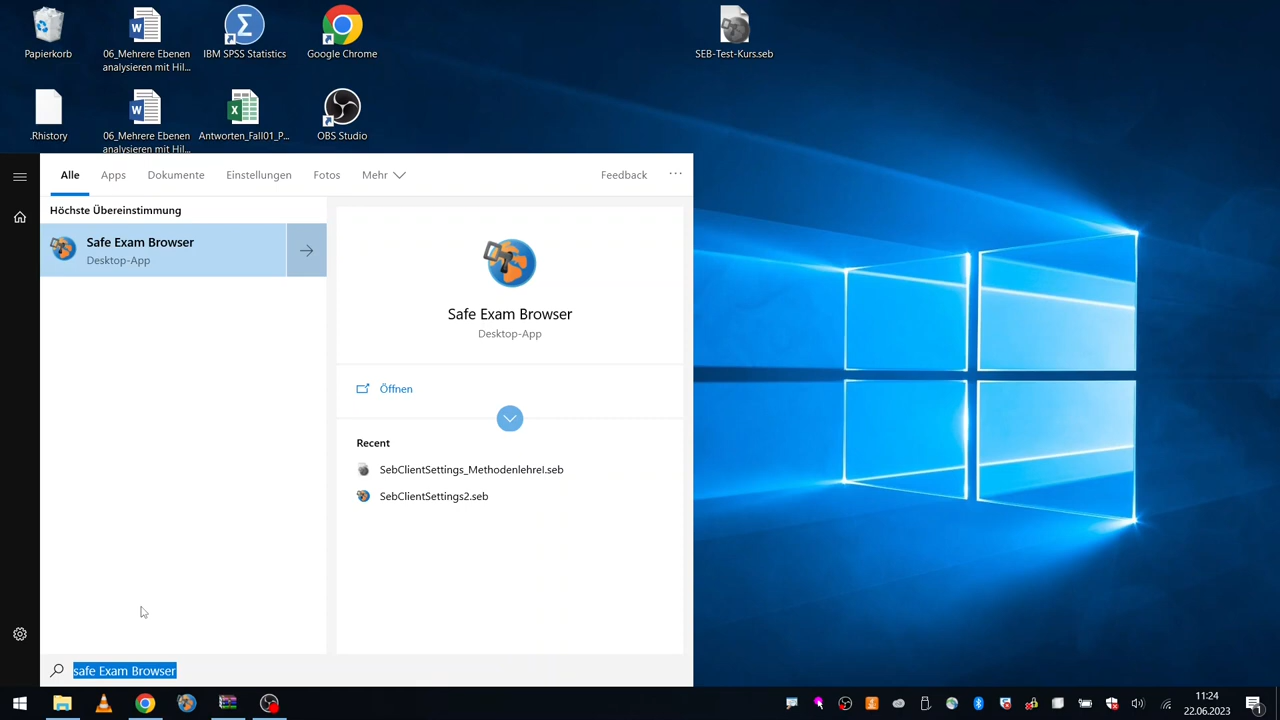 Papierkorb
06_Mehrere Ebenen
analysieren mit Hil...
IBM SPSS Statistics
Google Chrome
SEB-Test-Kurs.seb
.Rhistory
06_Mehrere Ebenen
analysieren mit Hil...
Antworten_Fall01_P...
OBS Studio
Alle
Apps
Dokumente
Einstellungen
Fotos
Mehr
Feedback
...
Höchste Übereinstimmung
Safe Exam Browser
Desktop-App
Safe Exam Browser
Desktop-App
Öffnen
Recent
SebClientSettings_MethodenlehreI.seb
SebClientSettings2.seb
safe Exam Browser
11:24
22.06.2023